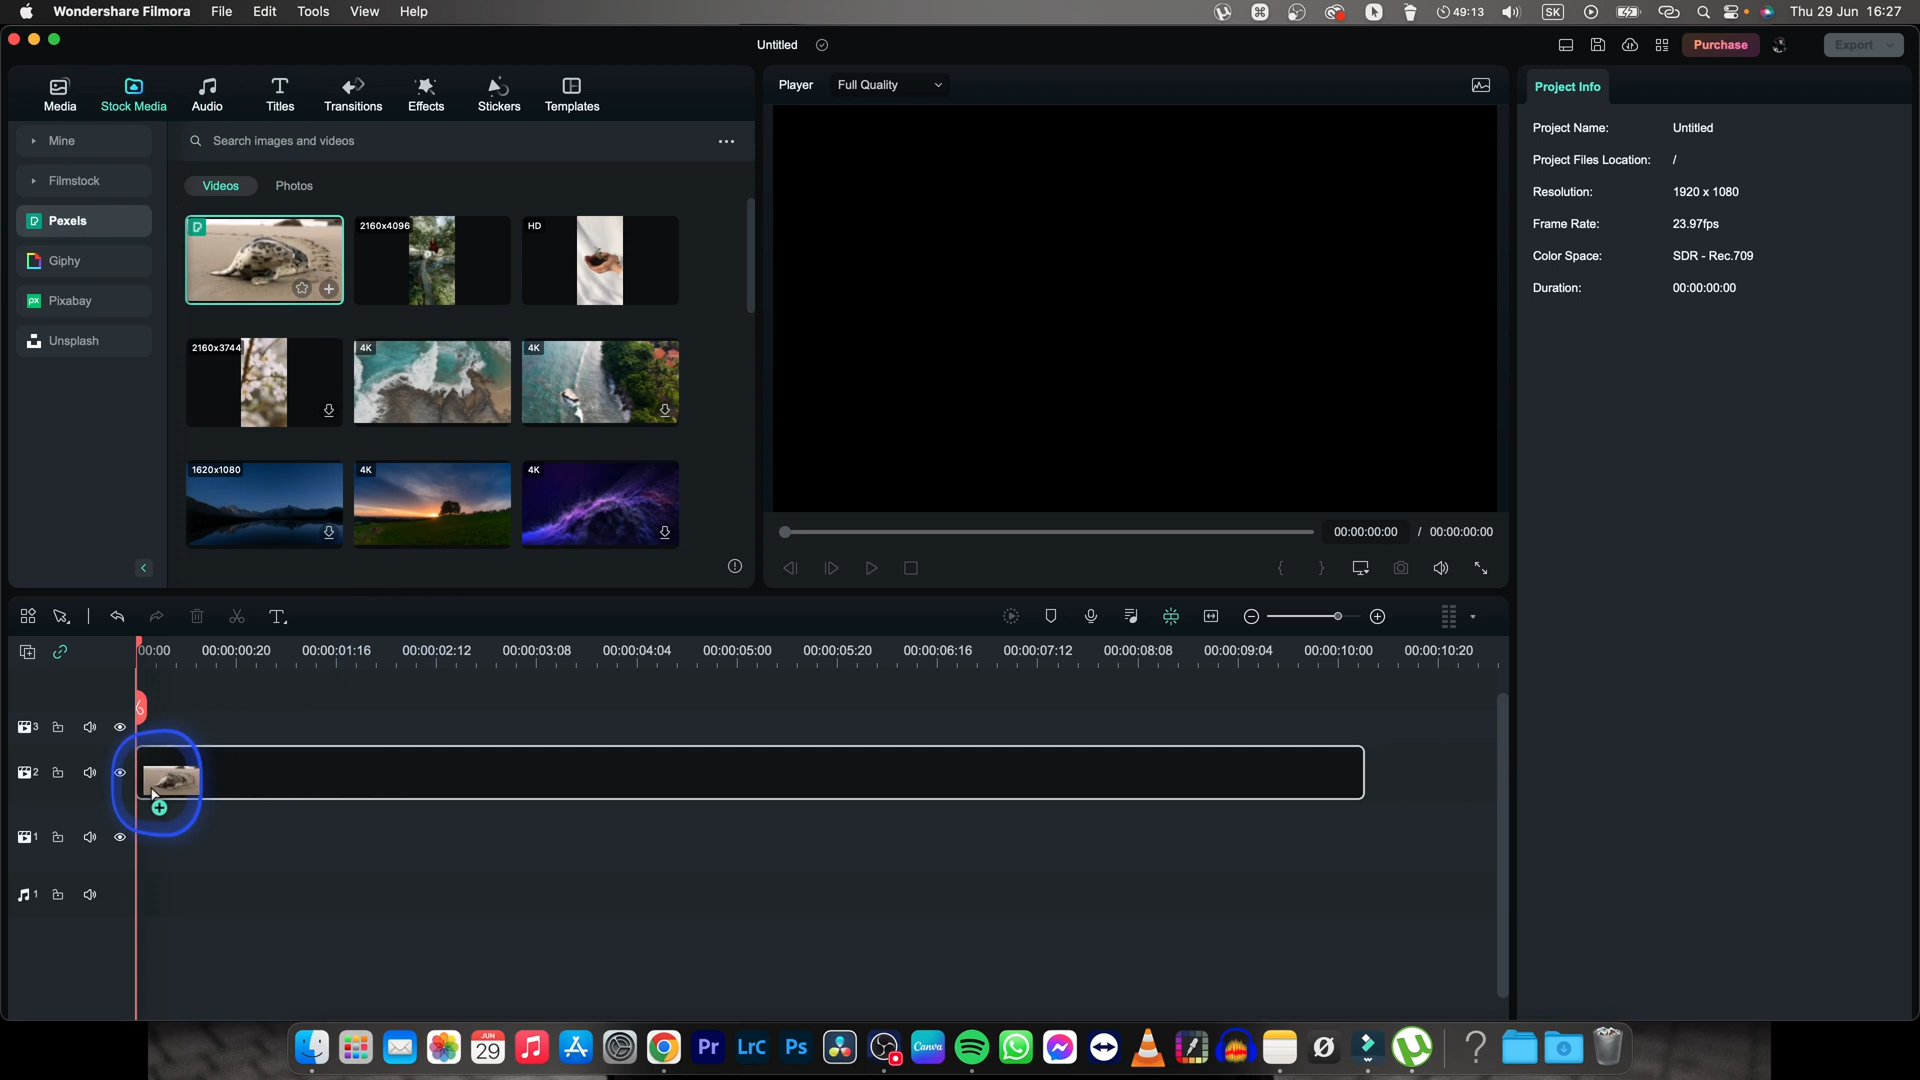 Wondershare Filmora File Edit Tools View Help 49:13 SK Thu 29 Jun 16:27
Untitled Purchase Export
Media Stock Media Audio Titles Transitions Effects Stickers Templates
Player Full Quality
Project Info
Mine
Filmstock
Pexels
Giphy
Pixabay
Unsplash
Search images and videos
Videos Photos
2160x4096 HD
2160x3744 4K 4K
1620x1080 4K 4K
Project Name: Untitled
Project Files Location: /
Resolution: 1920 x 1080
Frame Rate: 23.97fps
Color Space: SDR - Rec.709
Duration: 00:00:00:00
00:00:00:00 / 00:00:00:00
{ }
00:00 00:00:00:20 00:00:01:16 00:00:02:12 00:00:03:08 00:00:04:04 00:00:05:00 00:00:05:20 00:00:06:16 00:00:07:12 00:00:08:08 00:00:09:04 00:00:10:00 00:00:10:20
3
2
1
1
JUN
29
Pr LrC Ps Canva